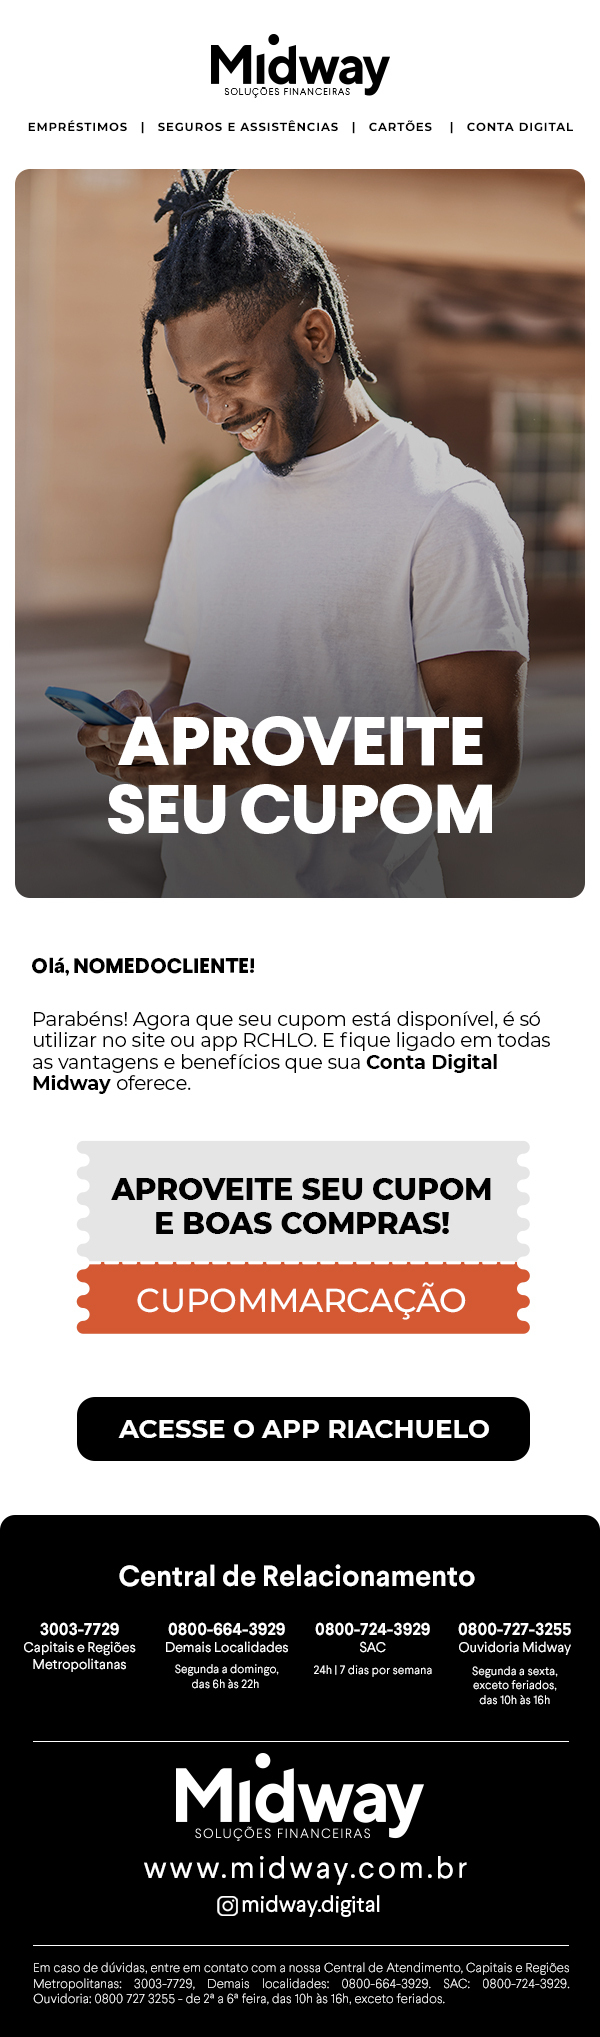 Midway
SOLUÇÕES FINANCEIRAS
EMPRÉSTIMOS | SEGUROS E ASSISTÊNCIAS | CARTÕES | CONTA DIGITAL
APROVEITE
SEU CUPOM
Olá, NOMEDOCLIENTE!
Parabéns! Agora que seu cupom está disponível, é só
utilizar no site ou app RCHLO. E fique ligado em todas
as vantagens e benefícios que sua Conta Digital
Midway oferece.
APROVEITE SEU CUPOM
E BOAS COMPRAS!
CUPOMMARCAÇÃO
ACESSE O APP RIACHUELO
Central de Relacionamento
3003-7729
Capitais e Regiões
Metropolitanas
0800-664-3929
Demais Localidades
Segunda a domingo,
das 6h às 22h
0800-724-3929
SAC
24h | 7 dias por semana
0800-727-3255
Ouvidoria Midway
Segunda a sexta,
exceto feriados,
das 10h às 16h
Midway
SOLUÇÕES FINANCEIRAS
www.midway.com.br
midway.digital
Em caso de dúvidas, entre em contato com a nossa Central de Atendimento, Capitais e Regiões
Metropolitanas: 3003-7729, Demais localidades: 0800-664-3929. SAC: 0800-724-3929.
Ouvidoria: 0800 727 3255 - de 2ª a 6ª feira, das 10h às 16h, exceto feriados.